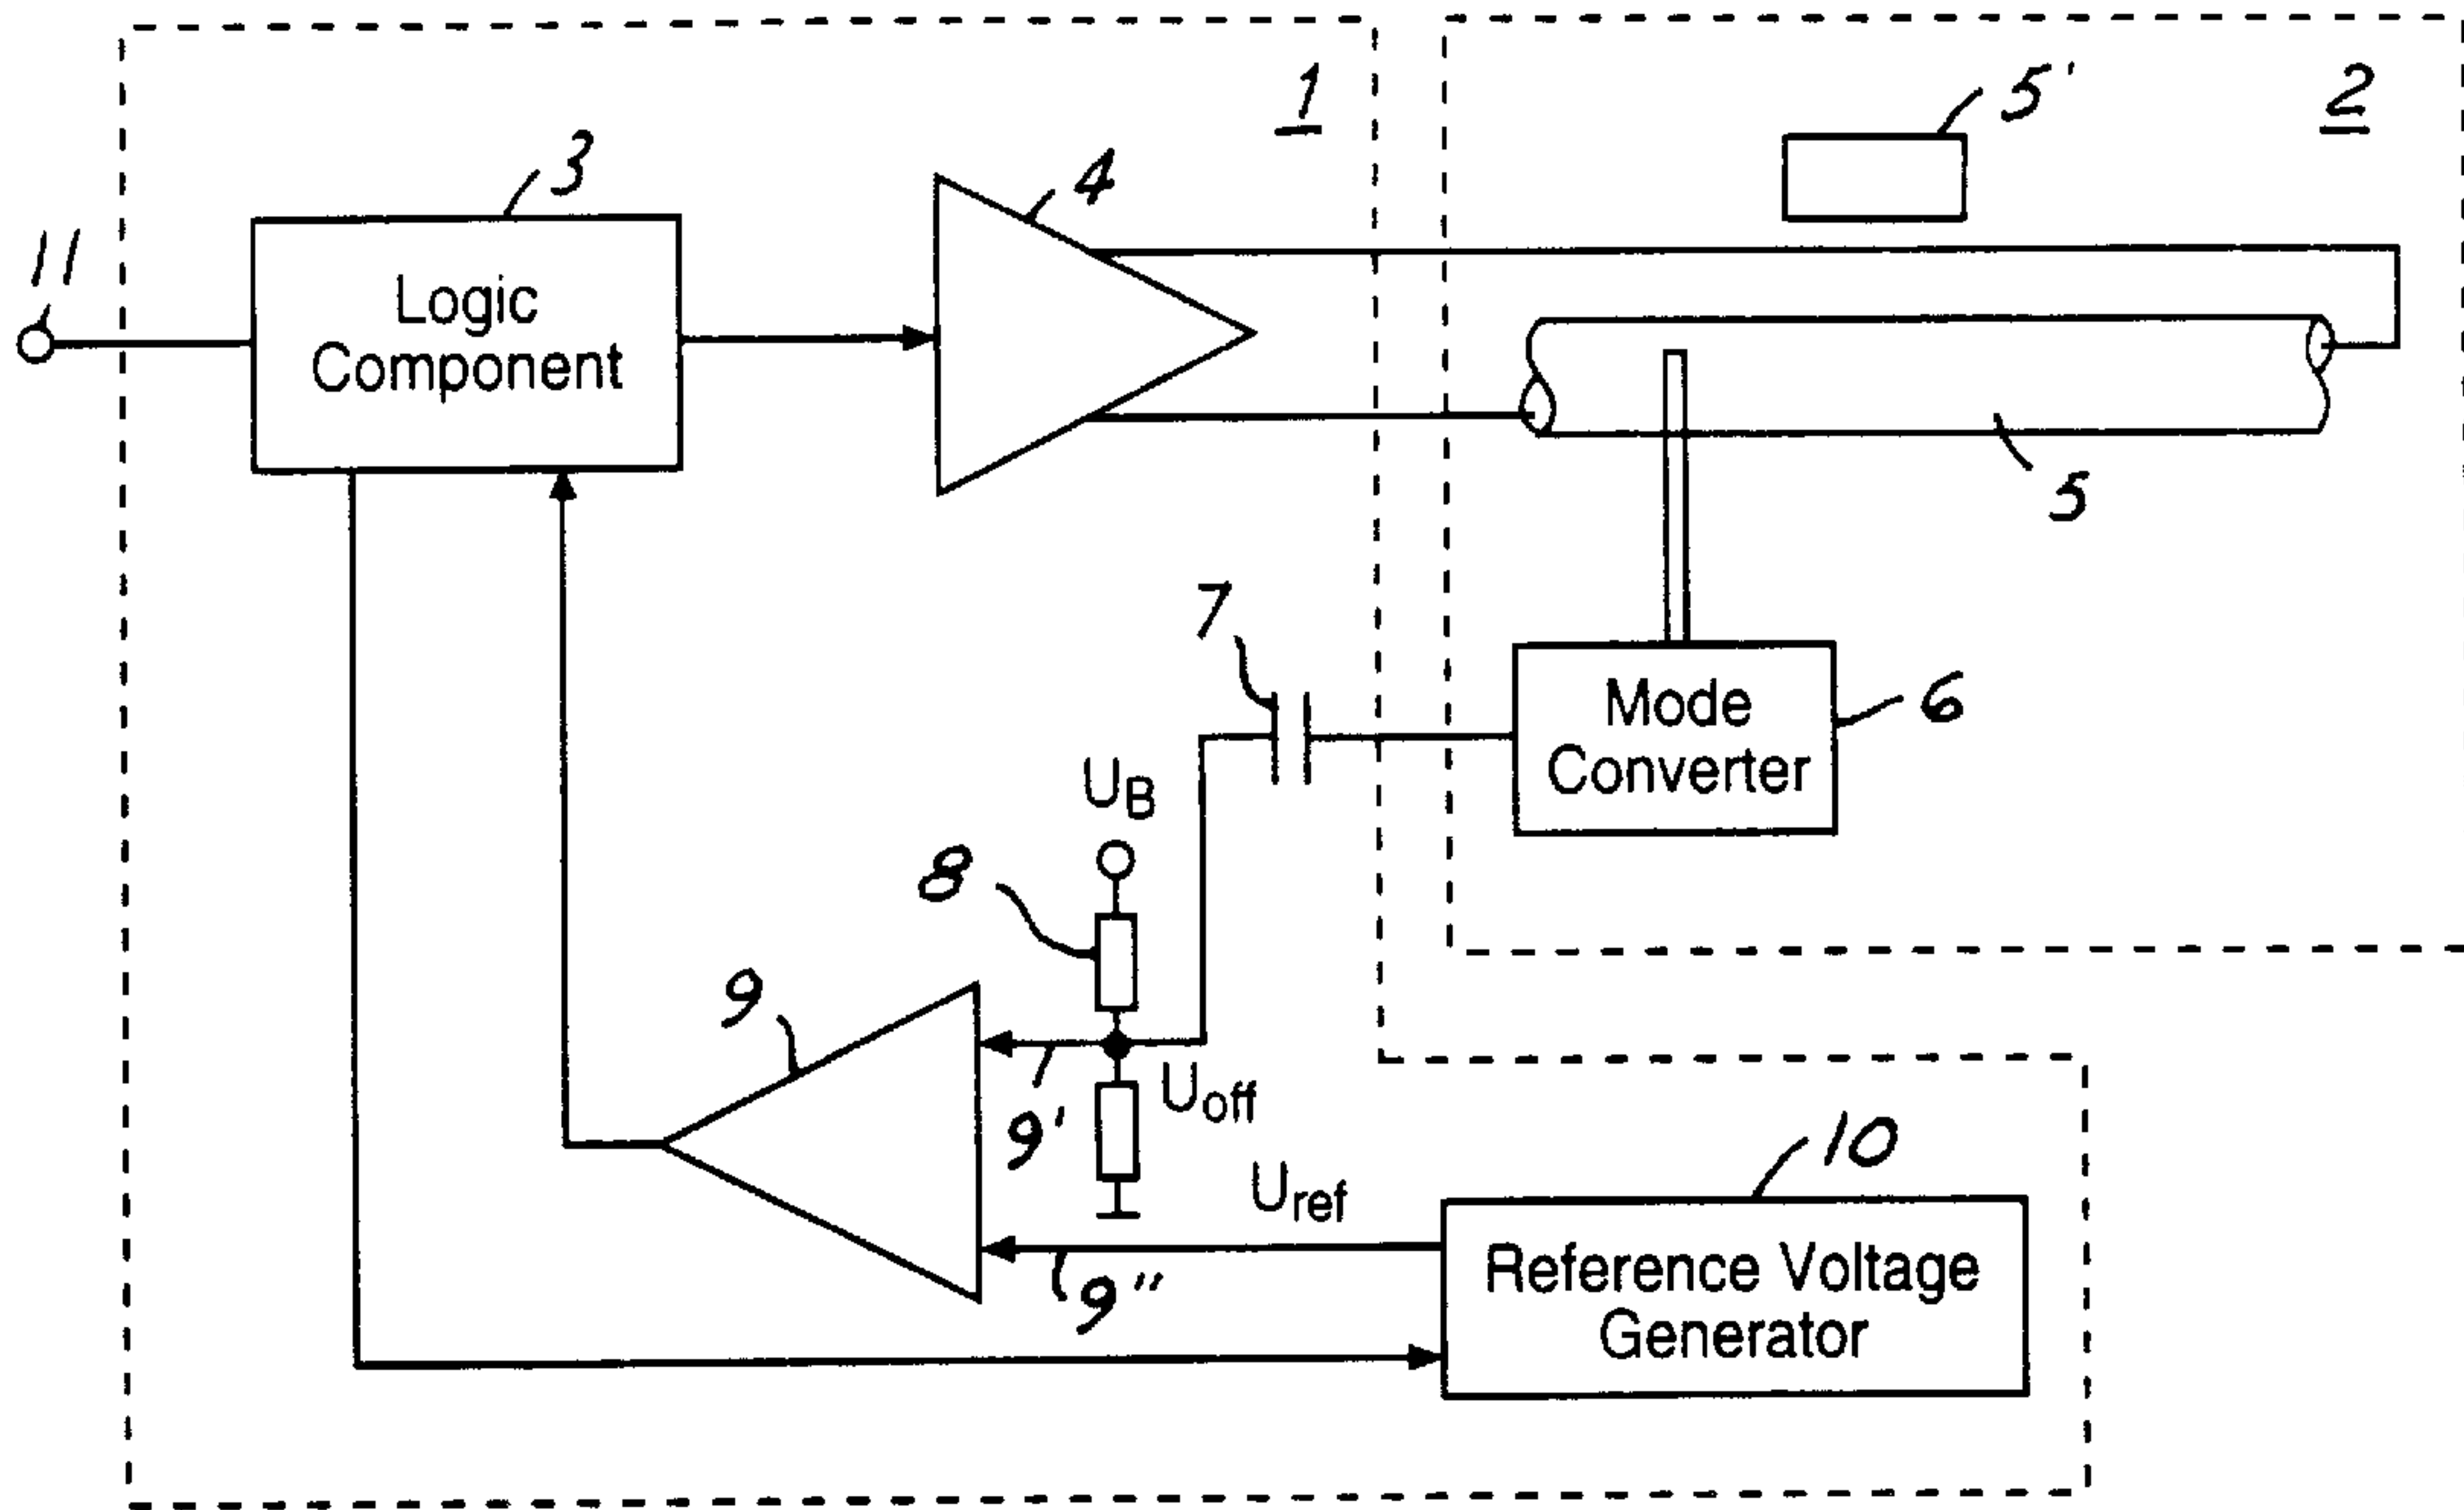 1
2
5'
3
4
11
Logic
Component
5
7
Mode
Converter
6
UB
8
9
9'
Uoff
10
Uref
9"
Reference Voltage
Generator